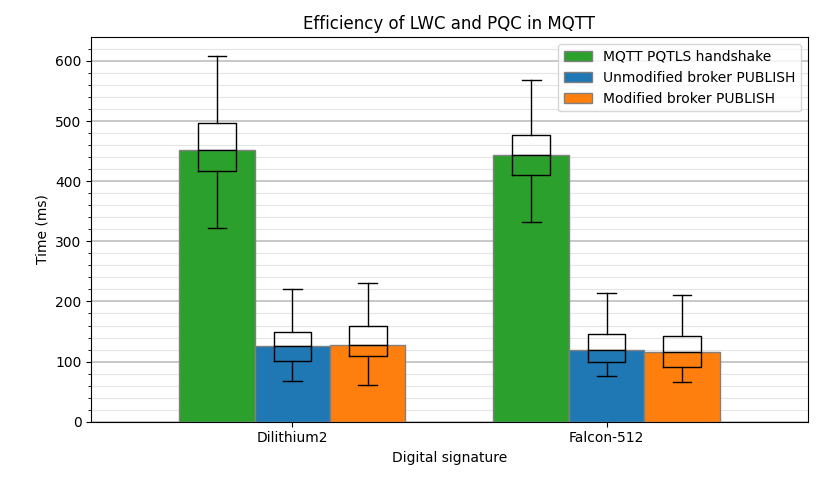 Efficiency of LWC and PQC in MQTT
MQTT PQTLS handshake
Unmodified broker PUBLISH
Modified broker PUBLISH
Time (ms)
600
500
400
300
200
100
0
Dilithium2
Falcon-512
Digital signature